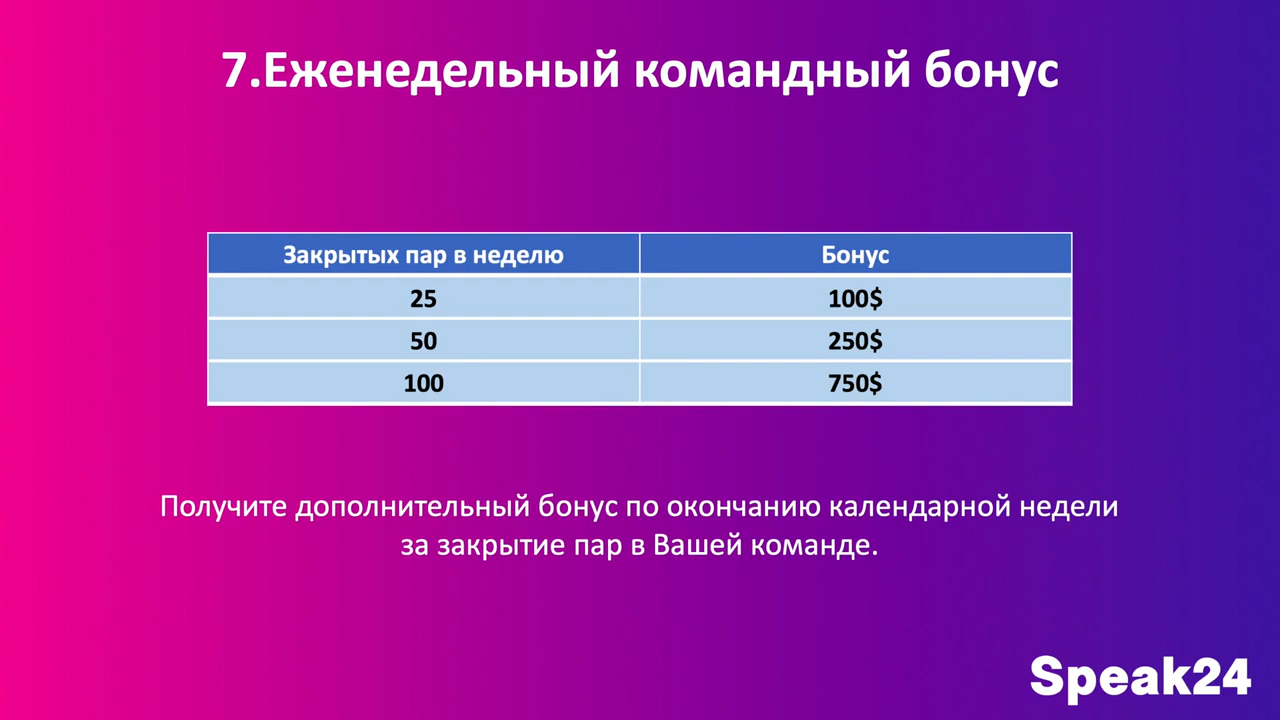 7.Еженедельный командный бонус
Закрытых пар в неделю Бонус
25 100$
50 250$
100 750$
Получите дополнительный бонус по окончанию календарной недели
за закрытие пар в Вашей команде.
Speak24